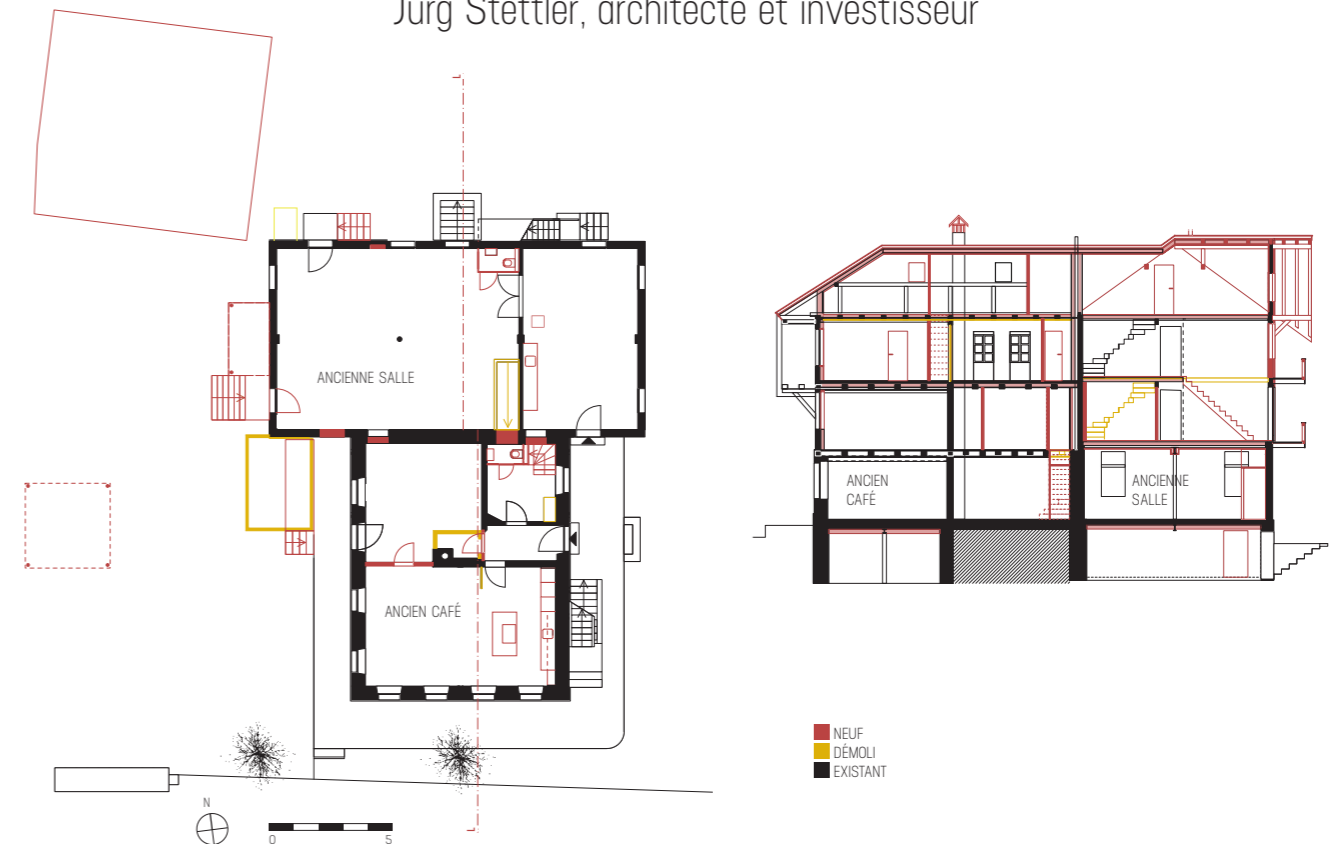 Jürg Stettler, architecte et investisseur
ANCIENNE SALLE
ANCIEN CAFÉ
N
0 5
ANCIEN
CAFÉ
ANCIENNE
SALLE
NEUF
DÉMOLI
EXISTANT